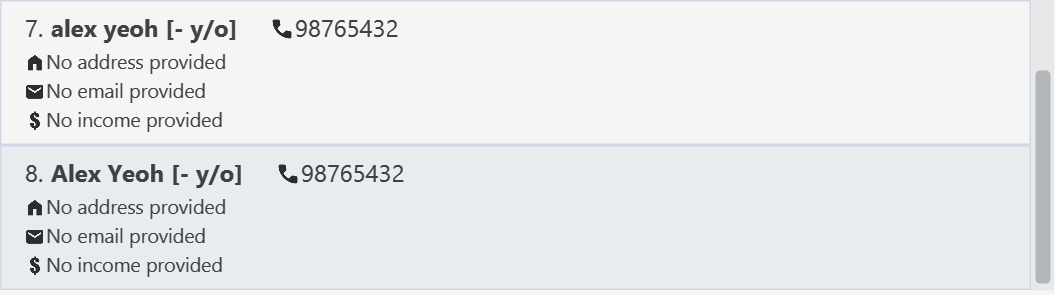 7. alex yeoh [- y/o] 98765432
No address provided
No email provided
No income provided
8. Alex Yeoh [- y/o] 98765432
No address provided
No email provided
No income provided